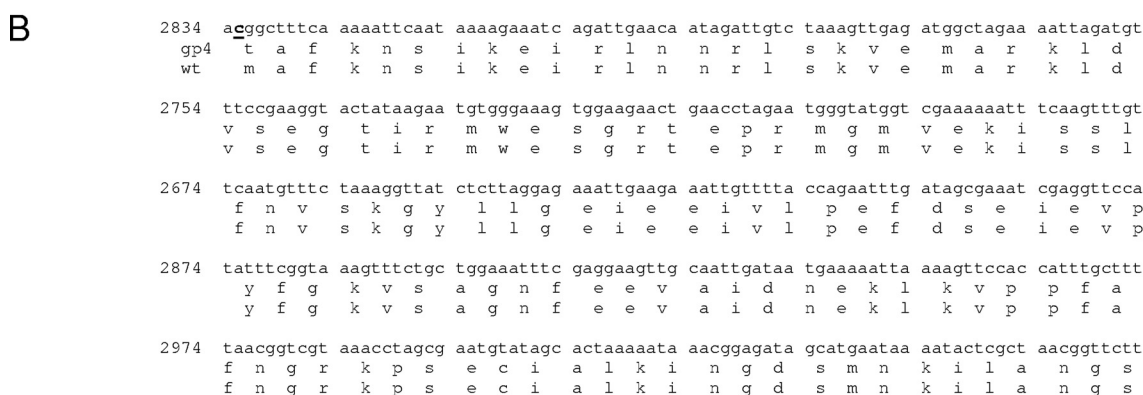 B
2834 acggctttca aaaattcaat aaaagaaatc agattgaaca atagattgtc taaagttgag atggctagaa aattagatgt
gp4 t a f k n s i k e i r l n n r l s k v e m a r k l d
wt m a f k n s i k e i r l n n r l s k v e m a r k l d
2754 ttccgaaggt actataagaa tgtgggaaag tggaagaact gaacctagaa tgggtatggt cgaaaaaatt tcaagtttgt
v s e g t i r m w e s g r t e p r m g m v e k i s s l
v s e g t i r m w e s g r t e p r m g m v e k i s s l
2674 tcaatgtttc taaaggttat ctcttaggag aaattgaaga aattgtttta ccagaatttg atagcgaaat cgaggttcca
f n v s k g y l l g e i e e i v l p e f d s e i e v p
f n v s k g y l l g e i e e i v l p e f d s e i e v p
2874 tatttcggta aagtttctgc tggaaatttc gaggaagttg caattgataa tgaaaaatta aaagttccac catttgcttt
y f g k v s a g n f e e v a i d n e k l k v p p f a
y f g k v s a g n f e e v a i d n e k l k v p p f a
2974 taacggtcgt aaacctagcg aatgtatagc actaaaaata aacggagata gcatgaataa aatactcgct aacggttctt
f n g r k p s e c i a l k i n g d s m n k i l a n g s
f n g r k p s e c i a l k i n g d s m n k i l a n g s